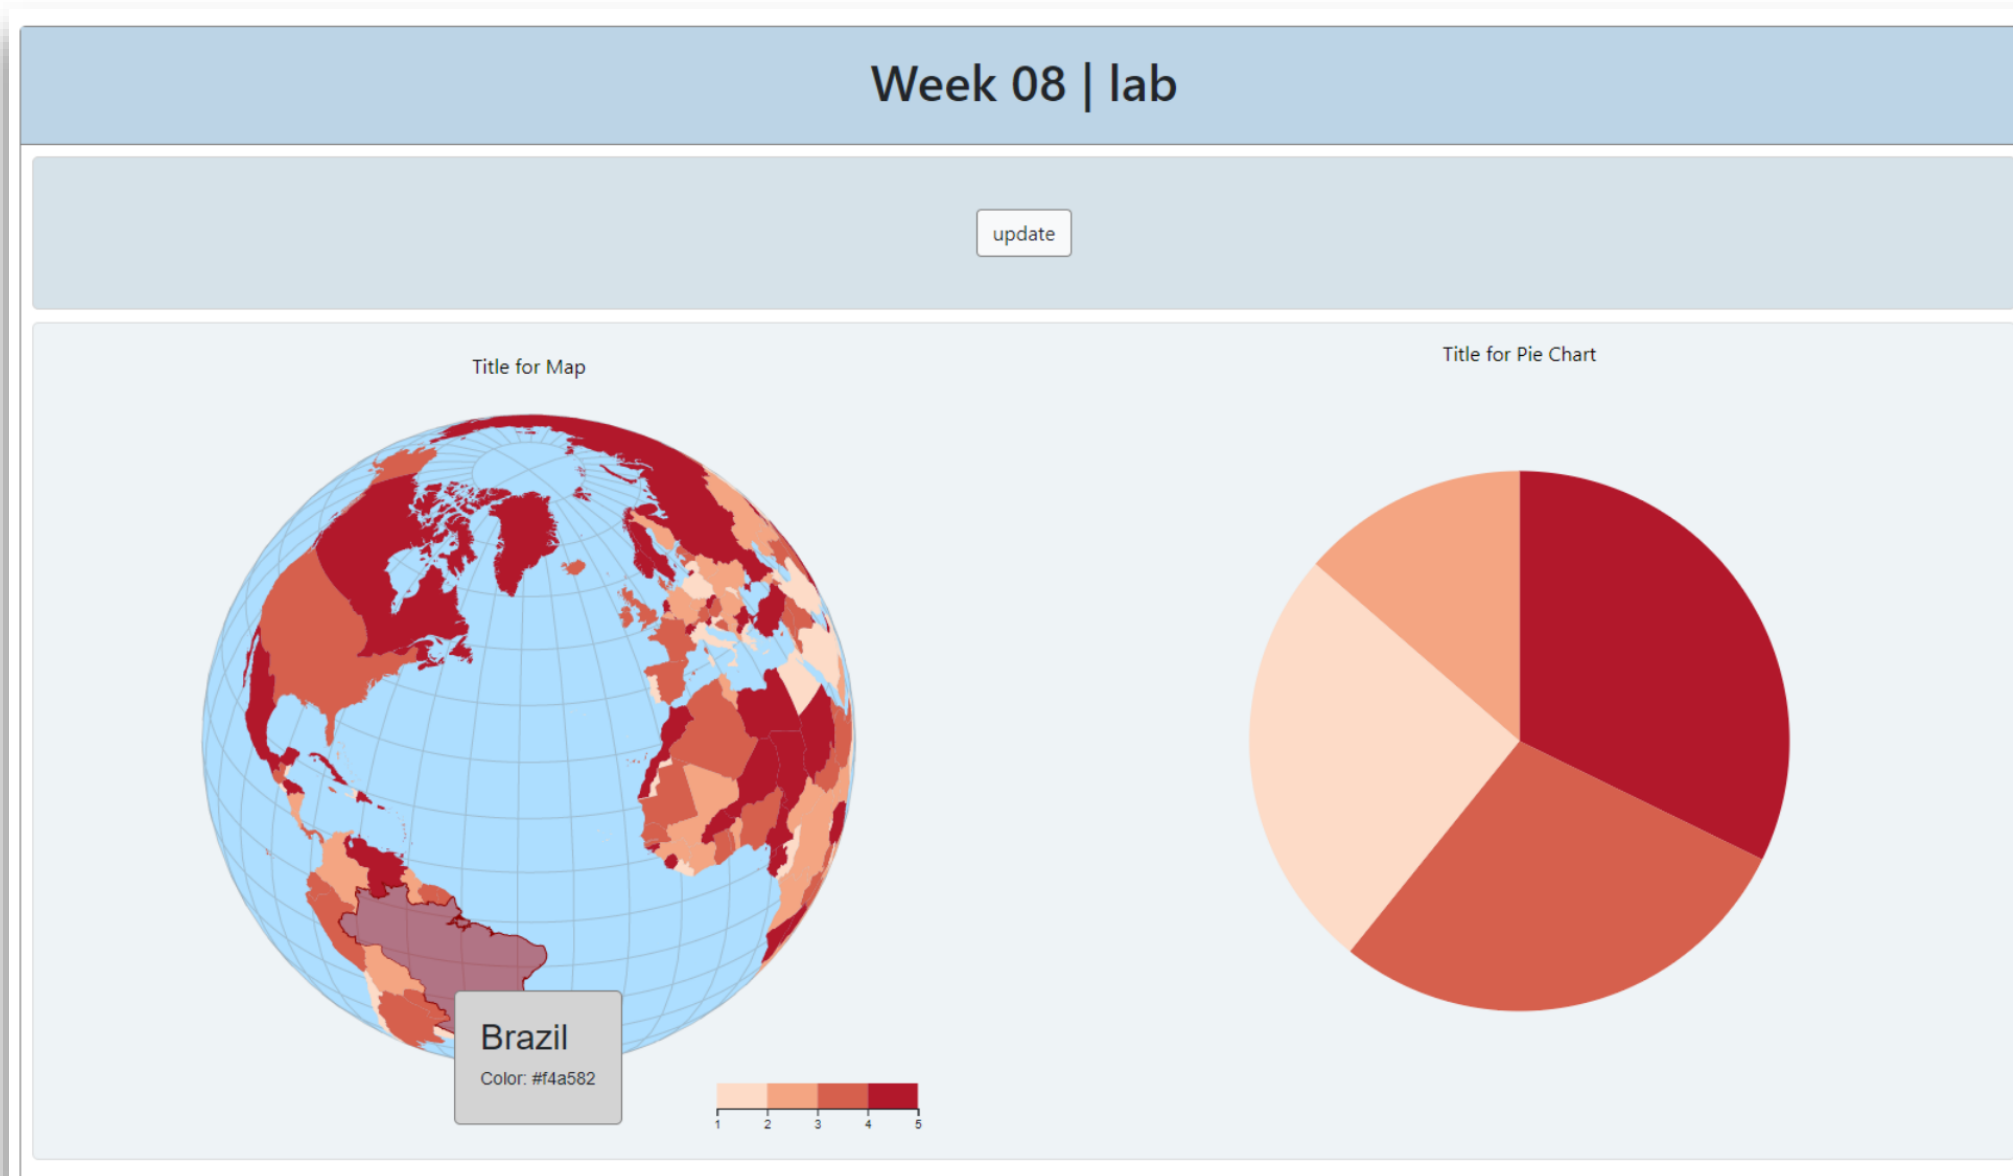 Week 08 | lab
update
Title for Map
Title for Pie Chart
Brazil
Color: #f4a582
1 2 3 4 5